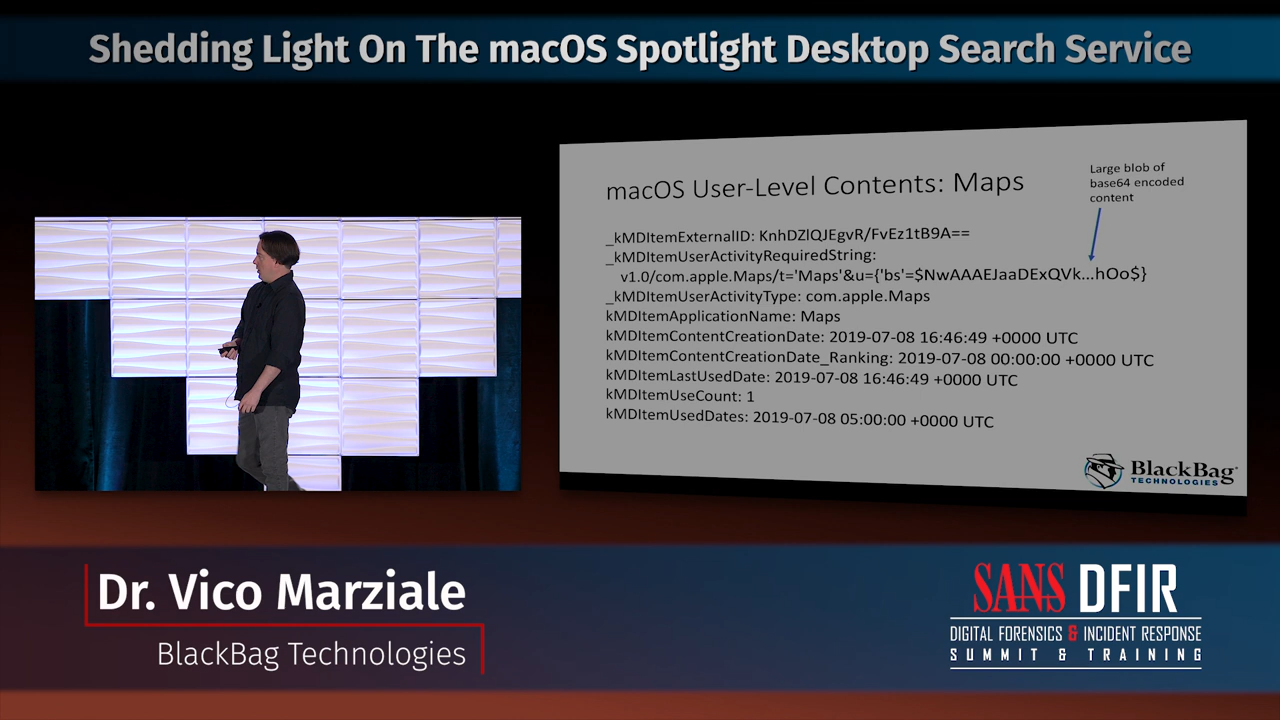 Shedding Light On The macOS Spotlight Desktop Search Service
macOS User-Level Contents: Maps
Large blob of
base64 encoded
content
_kMDItemExternalID: KnhDZlQJEgvR/FvEz1tB9A==
_kMDItemUserActivityRequiredString:
v1.0/com.apple.Maps/t='Maps'&u={'bs'=$NwAAAEJaaDExQVk...hOo$}
_kMDItemUserActivityType: com.apple.Maps
kMDItemApplicationName: Maps
kMDItemContentCreationDate: 2019-07-08 16:46:49 +0000 UTC
kMDItemContentCreationDate_Ranking: 2019-07-08 00:00:00 +0000 UTC
kMDItemLastUsedDate: 2019-07-08 16:46:49 +0000 UTC
kMDItemUseCount: 1
kMDItemUsedDates: 2019-07-08 05:00:00 +0000 UTC
BlackBag
TECHNOLOGIES
Dr. Vico Marziale
BlackBag Technologies
SANS DFIR
DIGITAL FORENSICS & INCIDENT RESPONSE
SUMMIT & TRAINING